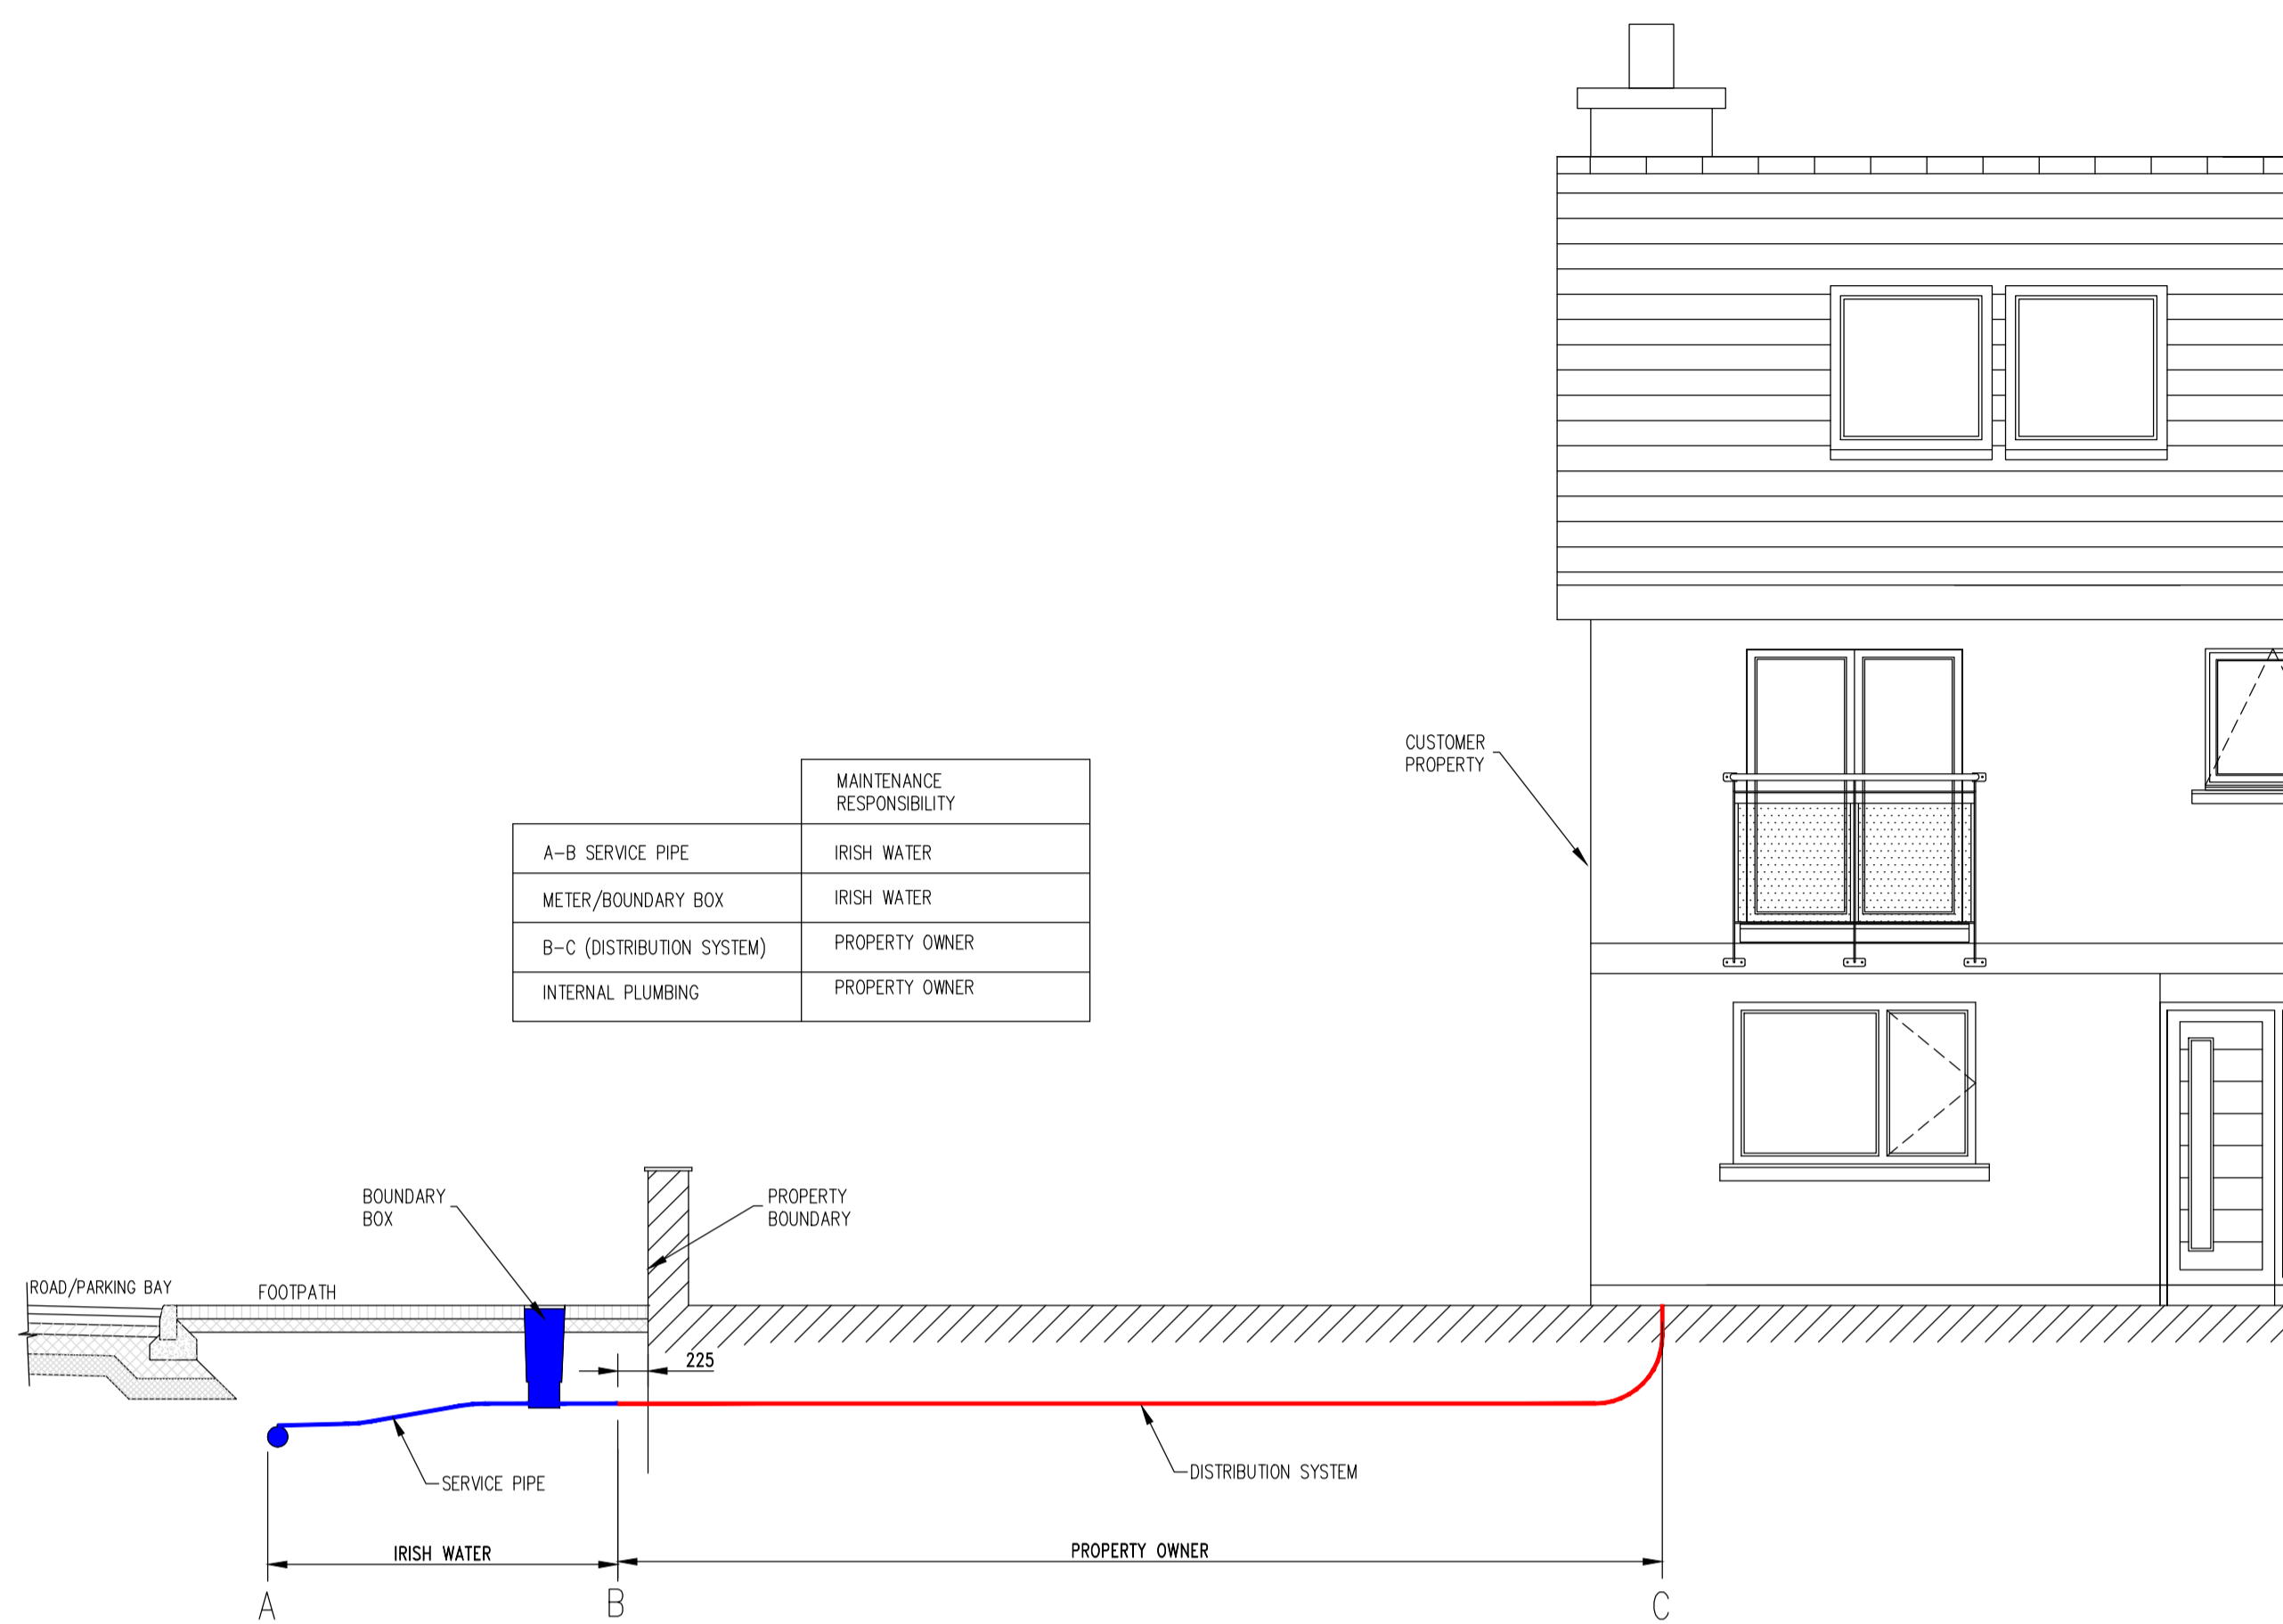 CUSTOMER
PROPERTY
MAINTENANCE
RESPONSIBILITY
A-B SERVICE PIPE IRISH WATER
METER/BOUNDARY BOX IRISH WATER
B-C (DISTRIBUTION SYSTEM) PROPERTY OWNER
INTERNAL PLUMBING PROPERTY OWNER
BOUNDARY
BOX
PROPERTY
BOUNDARY
ROAD/PARKING BAY
FOOTPATH
225
SERVICE PIPE
DISTRIBUTION SYSTEM
IRISH WATER
PROPERTY OWNER
A
B
C